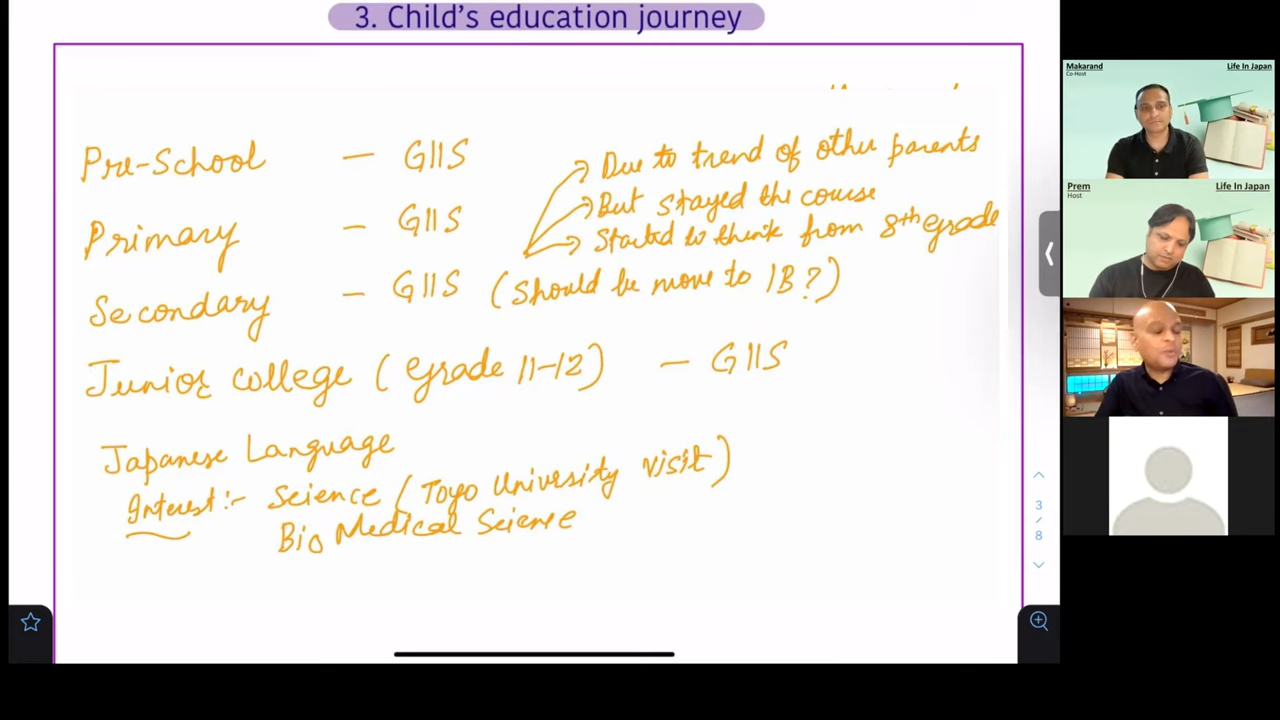 3. Child's education journey
Pre-School — GIIS
Due to trend of other parents
But stayed the course
Started to think from 8th grade
Primary — GIIS
Secondary — GIIS (Should be move to IB?)
Junior college (Grade 11-12) — GIIS
Japanese Language
Interest:- Science (Toyo University visit)
Bio Medical Science
3
/
8
Makarand
Co-Host
Life In Japan
Prem
Host
Life In Japan